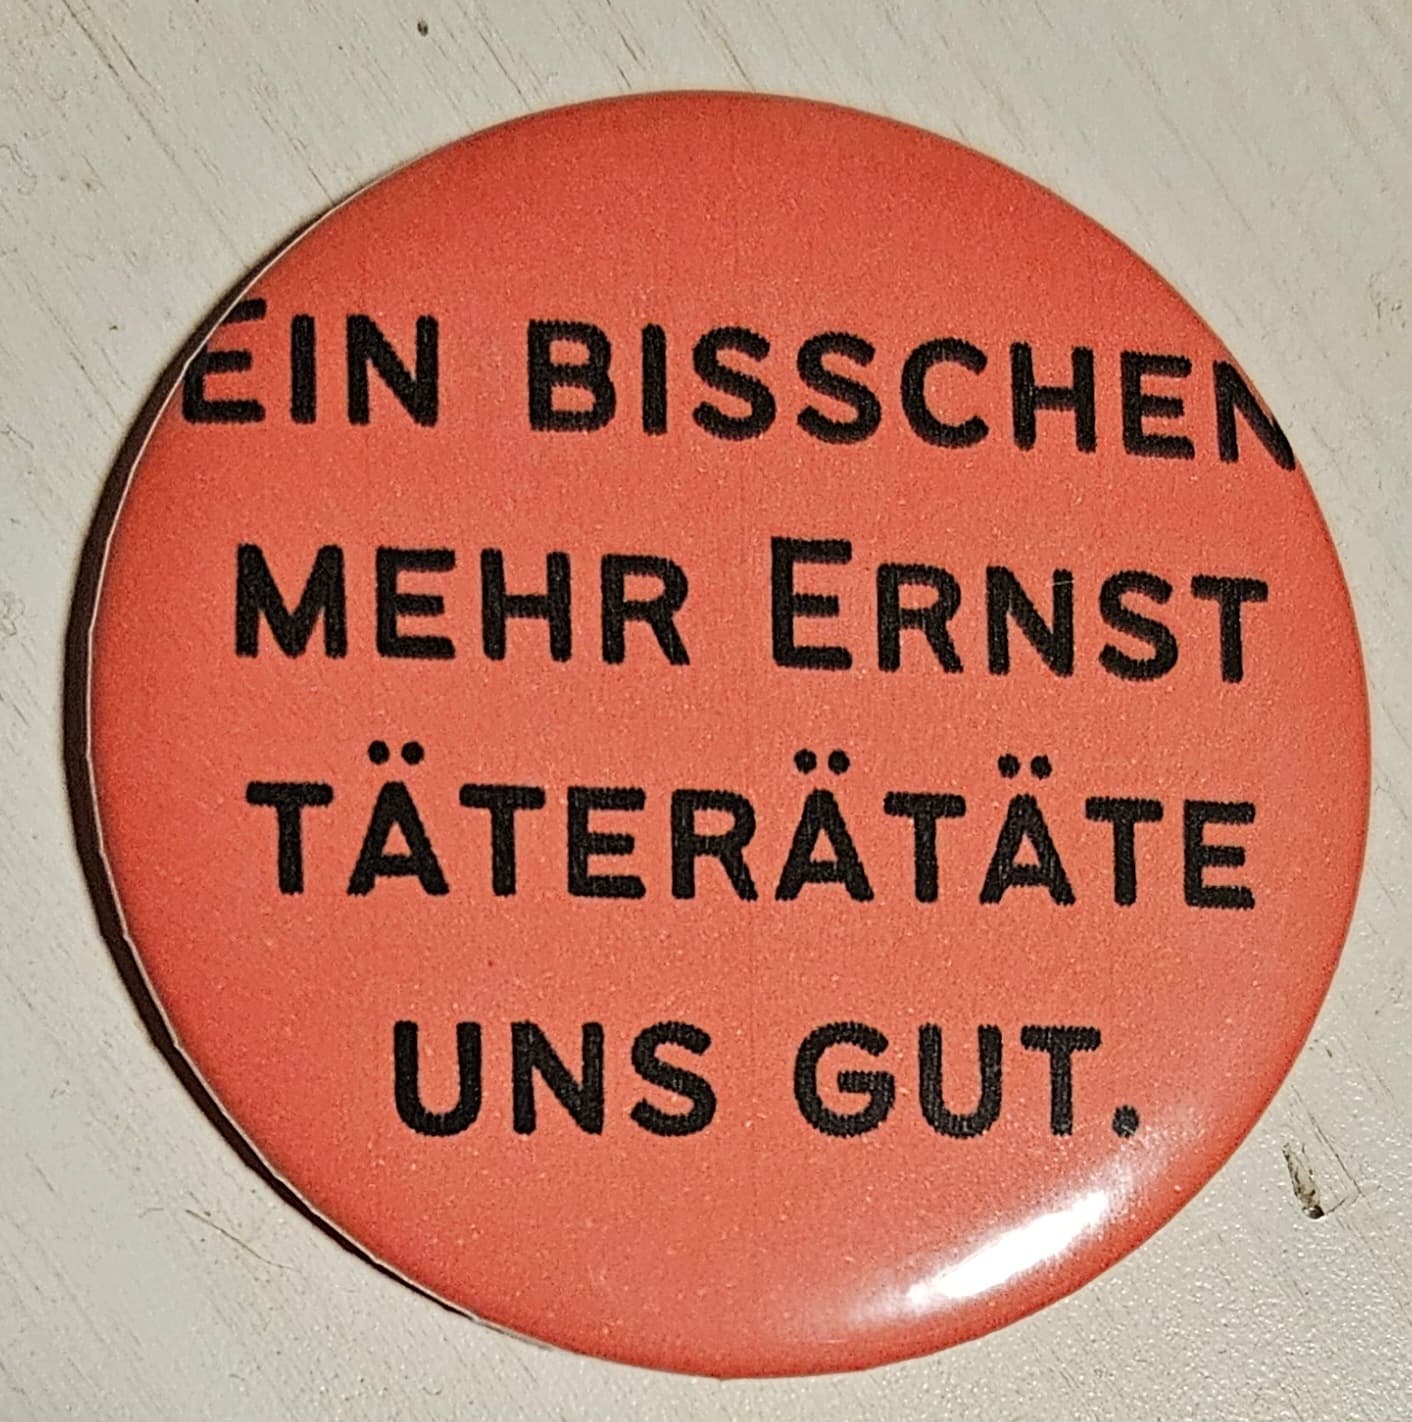 EIN BISSCHEN
MEHR ERNST
TÄTERÄTÄTE
UNS GUT.